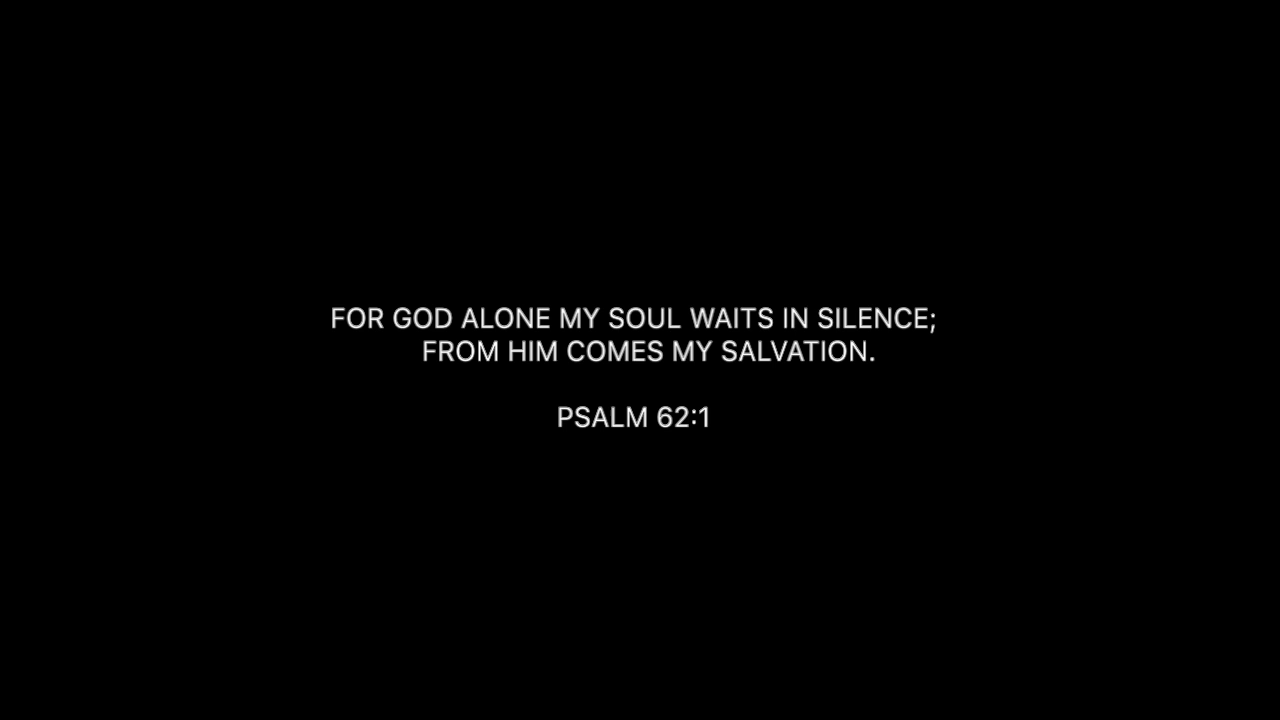 FOR GOD ALONE MY SOUL WAITS IN SILENCE;
FROM HIM COMES MY SALVATION.
PSALM 62:1